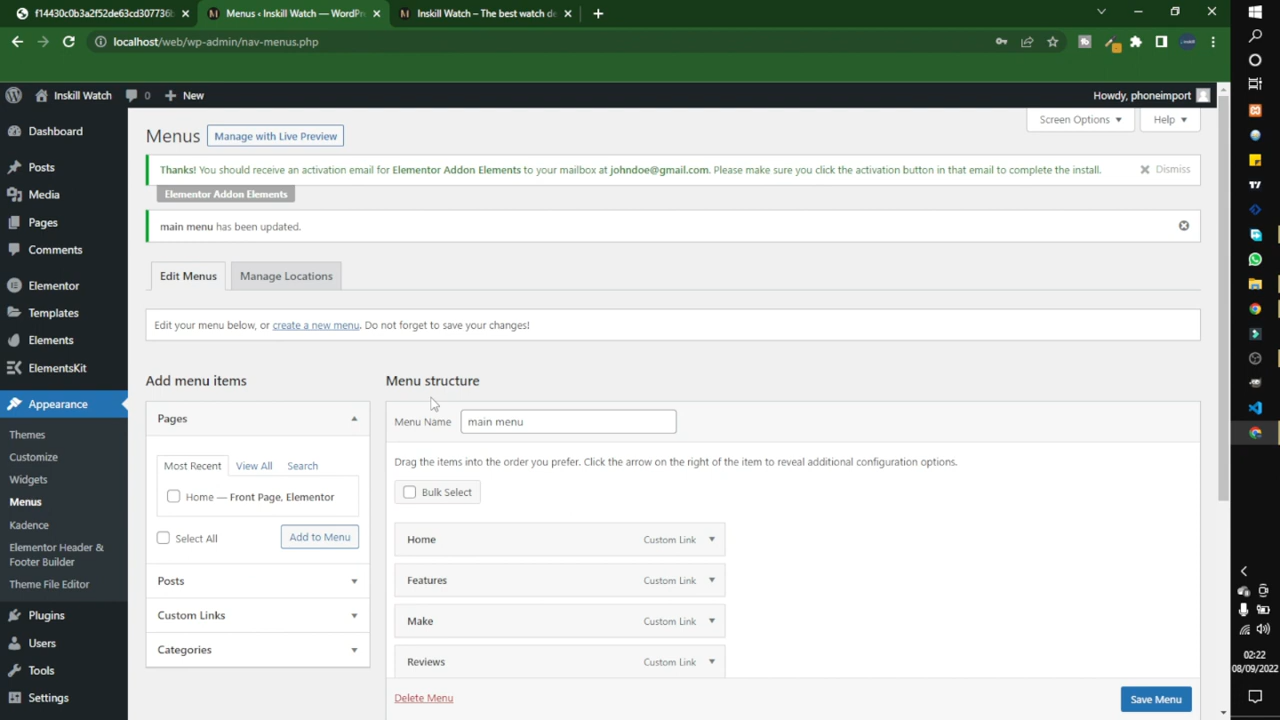 f14430c0b3a2f52de63cd307736b
Menus ‹ Inskill Watch — WordPr
Inskill Watch – The best watch de
localhost/web/wp-admin/nav-menus.php
Inskill Watch
0
New
Howdy, phoneimport
Dashboard
Posts
Media
Pages
Comments
Elementor
Templates
Elements
ElementsKit
Appearance
Themes
Customize
Widgets
Menus
Kadence
Elementor Header &
Footer Builder
Theme File Editor
Plugins
Users
Tools
Settings
Screen Options
Help
Menus
Manage with Live Preview
Thanks! You should receive an activation email for Elementor Addon Elements to your mailbox at johndoe@gmail.com. Please make sure you click the activation button in that email to complete the install.
Dismiss
Elementor Addon Elements
main menu has been updated.
Edit Menus
Manage Locations
Edit your menu below, or create a new menu. Do not forget to save your changes!
Add menu items
Pages
Most Recent
View All
Search
Home — Front Page, Elementor
Select All
Add to Menu
Posts
Custom Links
Categories
Menu structure
Menu Name
main menu
Drag the items into the order you prefer. Click the arrow on the right of the item to reveal additional configuration options.
Bulk Select
Home
Custom Link
Features
Custom Link
Make
Custom Link
Reviews
Custom Link
Delete Menu
Save Menu
02:22
08/09/2022